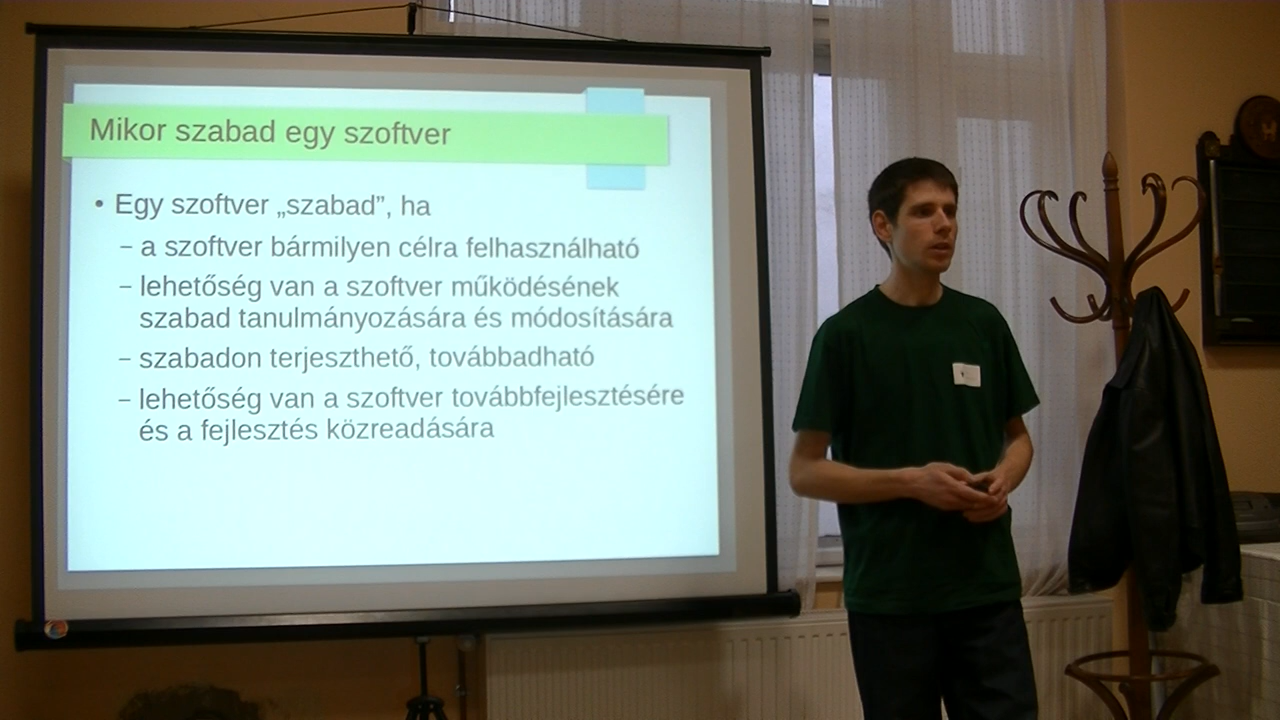 Mikor szabad egy szoftver
• Egy szoftver „szabad”, ha
– a szoftver bármilyen célra felhasználható
– lehetőség van a szoftver működésének
szabad tanulmányozására és módosítására
– szabadon terjeszthető, továbbadható
– lehetőség van a szoftver továbbfejlesztésére
és a fejlesztés közreadására